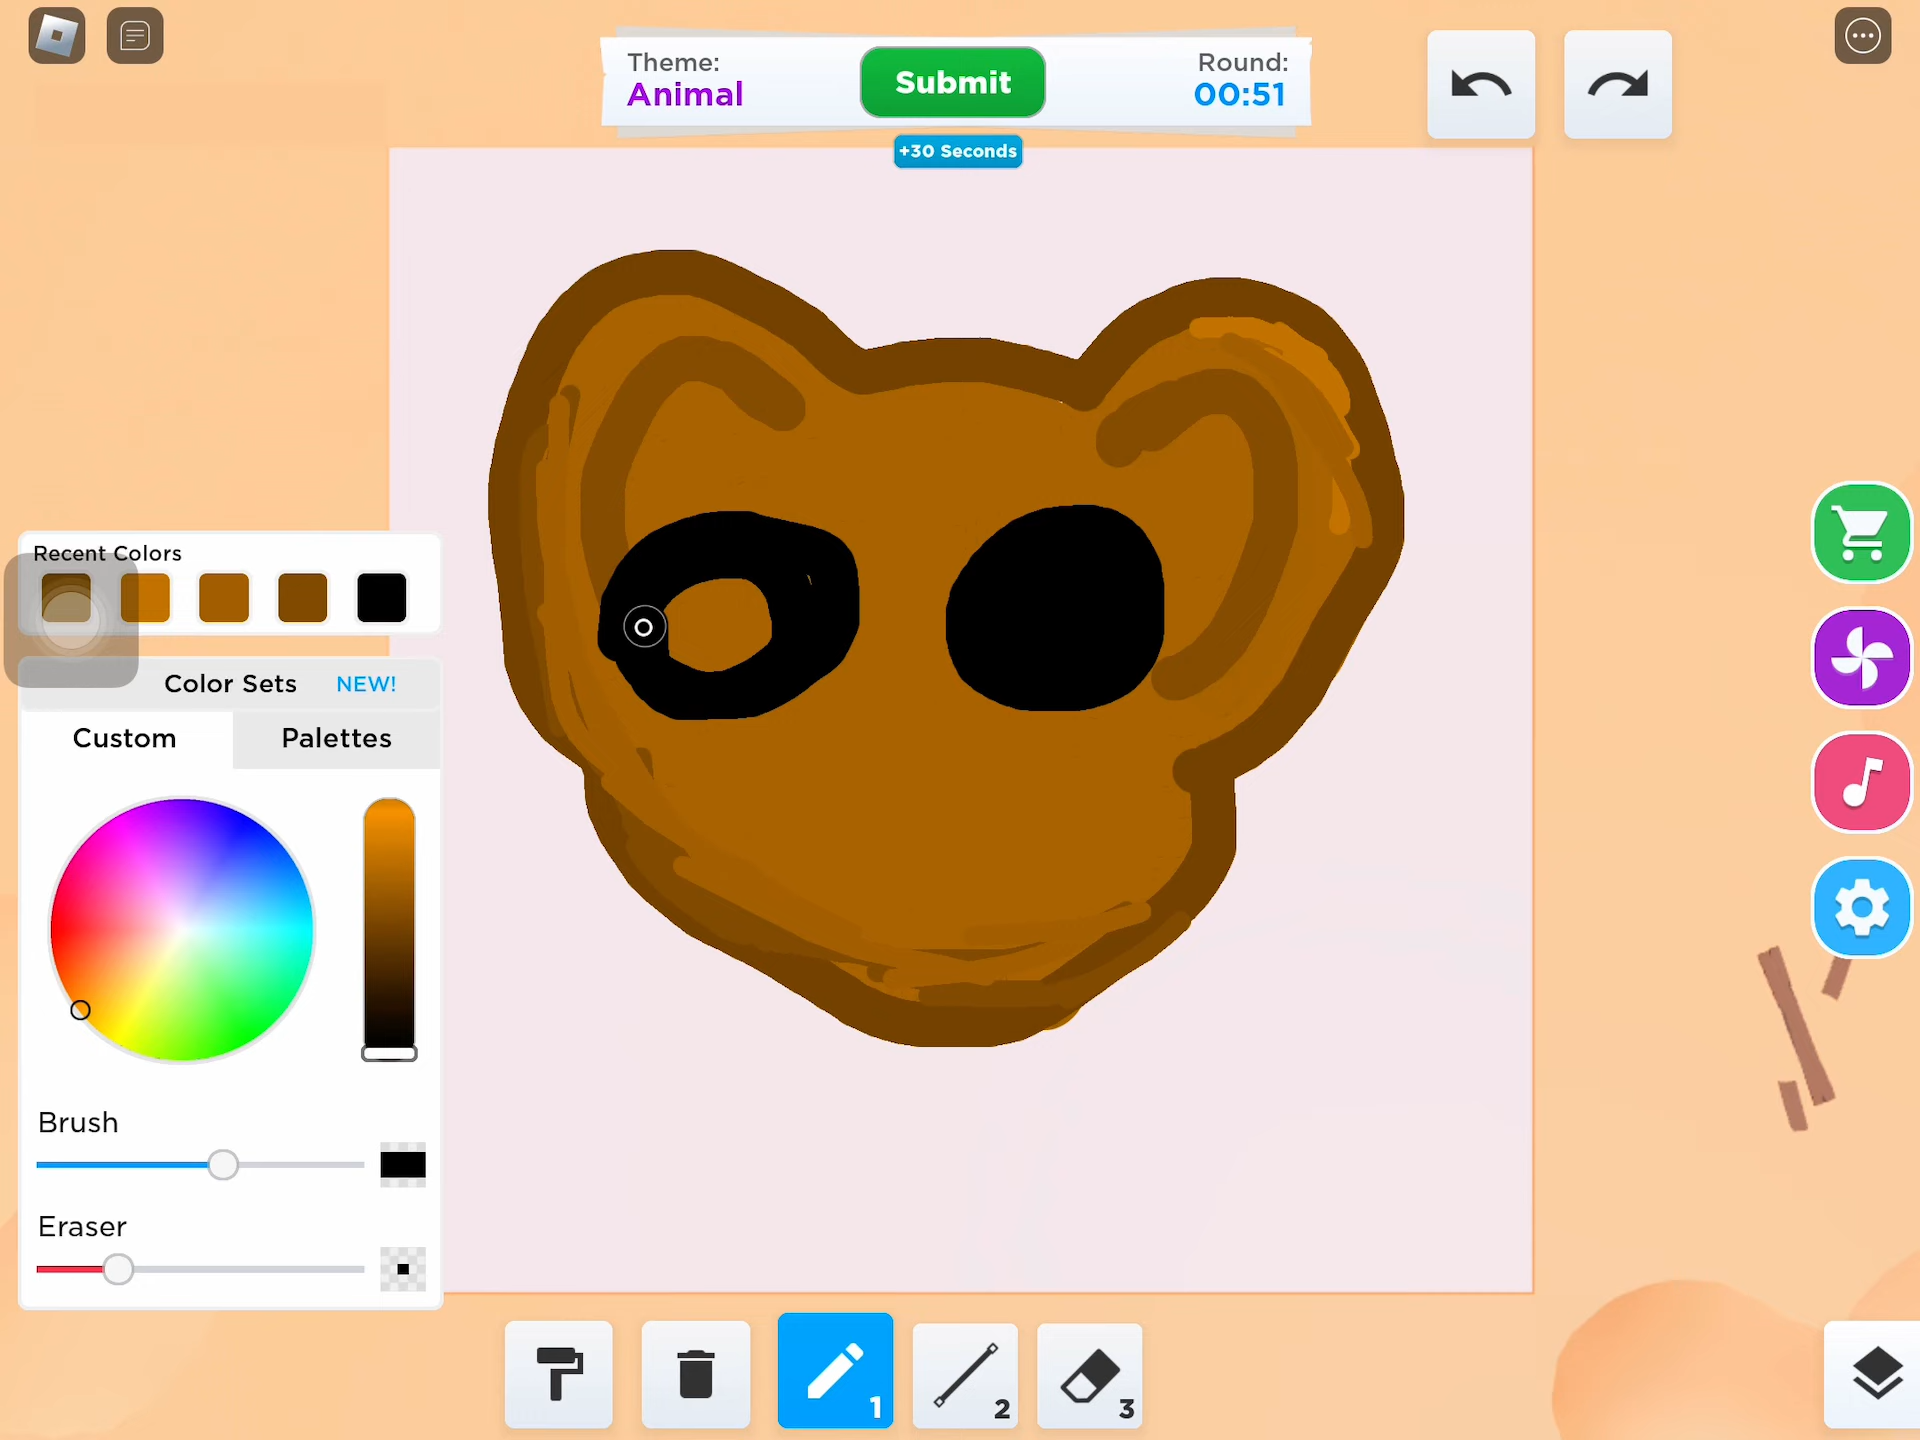 Theme:
Animal
Submit
Round:
00:51
+30 Seconds
Recent Colors
Color Sets NEW!
Custom Palettes
Brush
Eraser
1
2
3